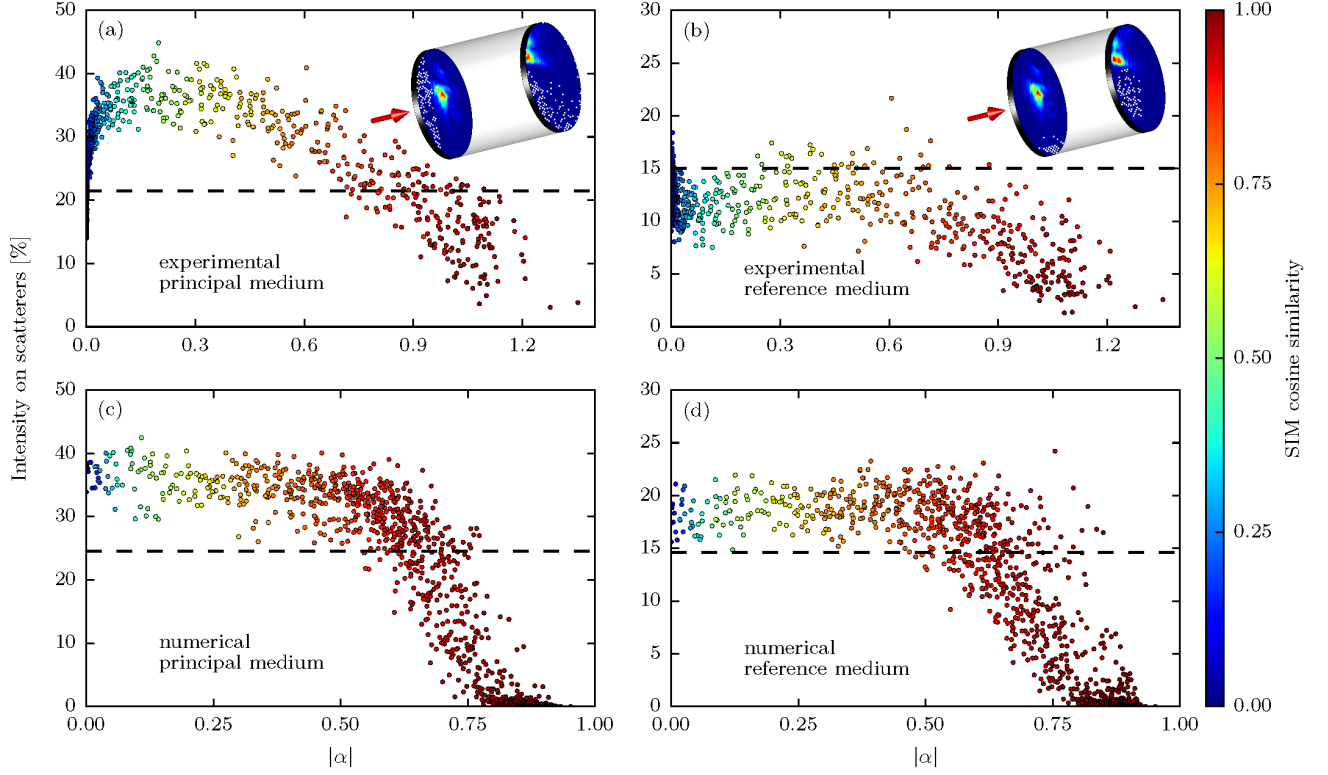 (a)
50
40
30
20
10
0
experimental
principal medium
0.0 0.3 0.6 0.9 1.2
(b)
30
25
20
15
10
5
0
experimental
reference medium
0.0 0.3 0.6 0.9 1.2
Intensity on scatterers [%]
(c)
50
40
30
20
10
0
numerical
principal medium
0.00 0.25 0.50 0.75 1.00
|α|
(d)
30
25
20
15
10
5
0
numerical
reference medium
0.00 0.25 0.50 0.75 1.00
|α|
1.00
0.75
0.50
0.25
0.00
SIM cosine similarity